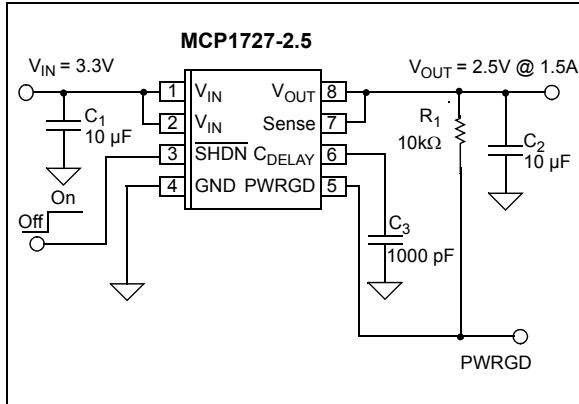 MCP1727-2.5
V_IN = 3.3V
V_OUT = 2.5V @ 1.5A
1 V_IN V_OUT 8
2 V_IN Sense 7
3 S̅H̅D̅N̅ C_DELAY 6
4 GND PWRGD 5
C_1
10 µF
R_1
10kΩ
C_2
10 µF
On
Off
C_3
1000 pF
PWRGD